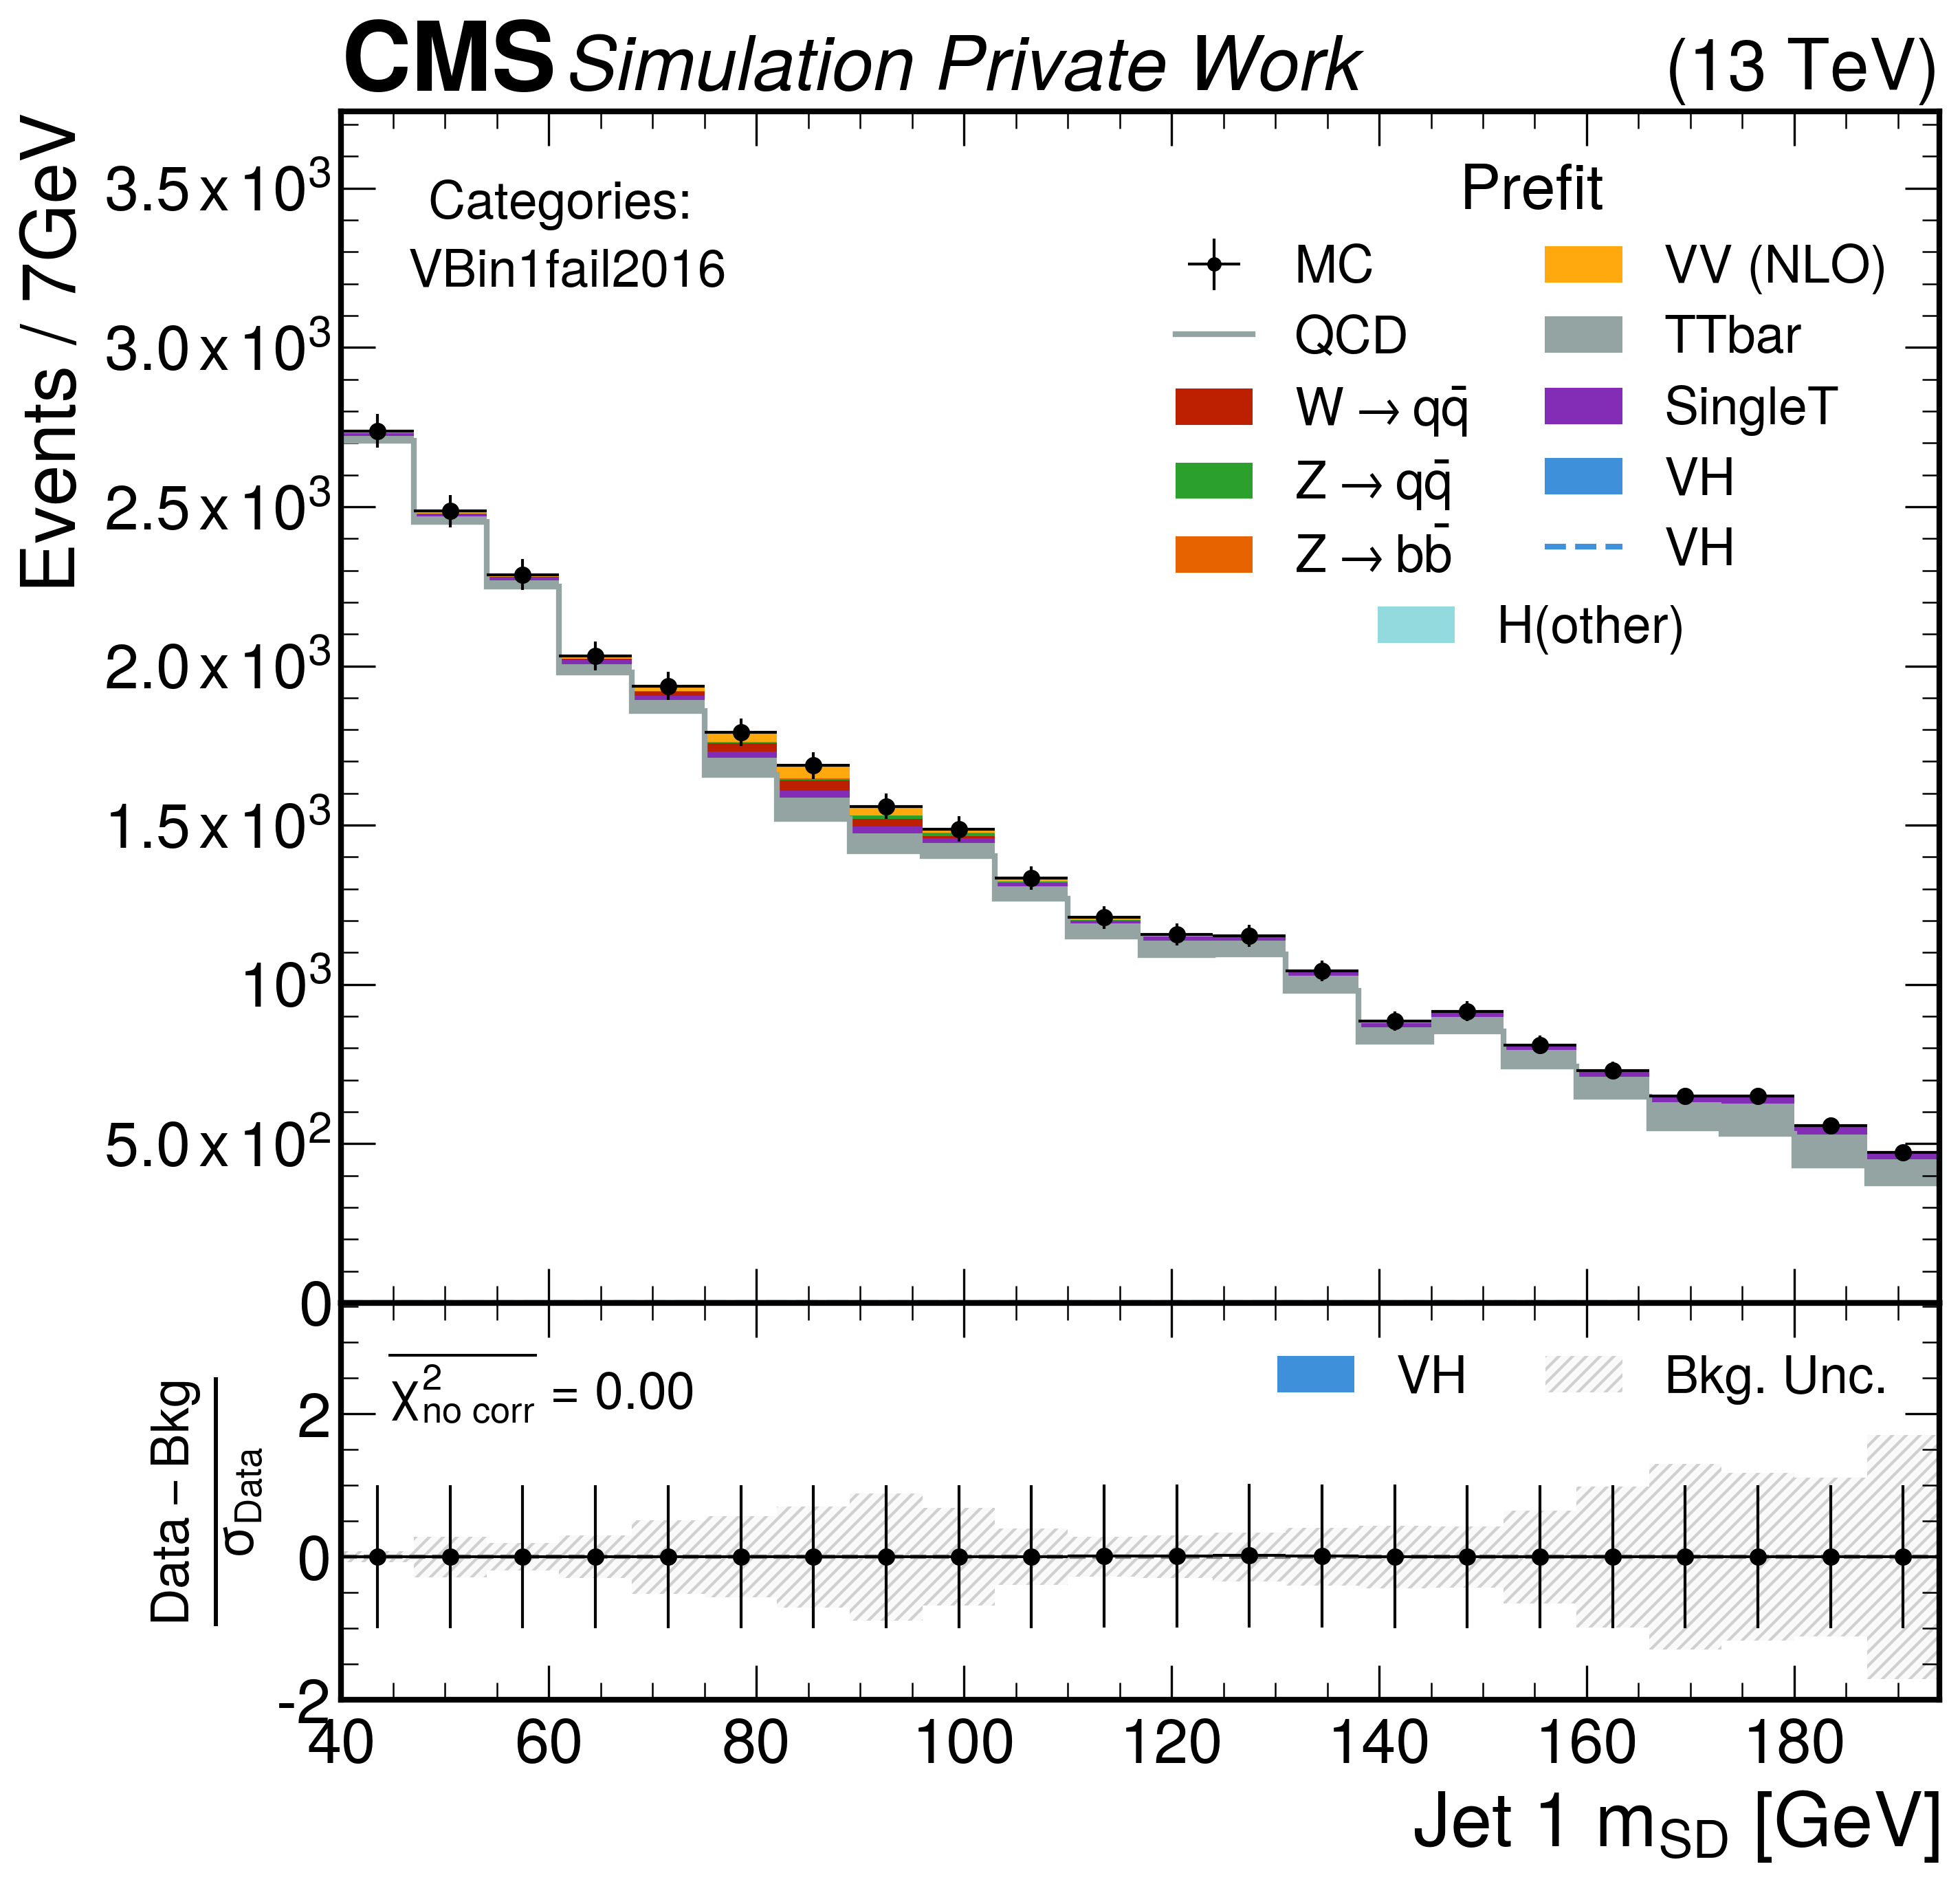 CMS Simulation Private Work (13 TeV)
Events / 7GeV
3.5 x 10³
3.0 x 10³
2.5 x 10³
2.0 x 10³
1.5 x 10³
10³
5.0 x 10²
0
Categories:
VBin1fail2016
Prefit
MC
QCD
W → qq̄
Z → qq̄
Z → bb̄
VV (NLO)
TTbar
SingleT
VH
VH
H(other)
Data − Bkg
σData
2
0
-2
χ²no corr = 0.00
VH
Bkg. Unc.
40 60 80 100 120 140 160 180
Jet 1 mSD [GeV]